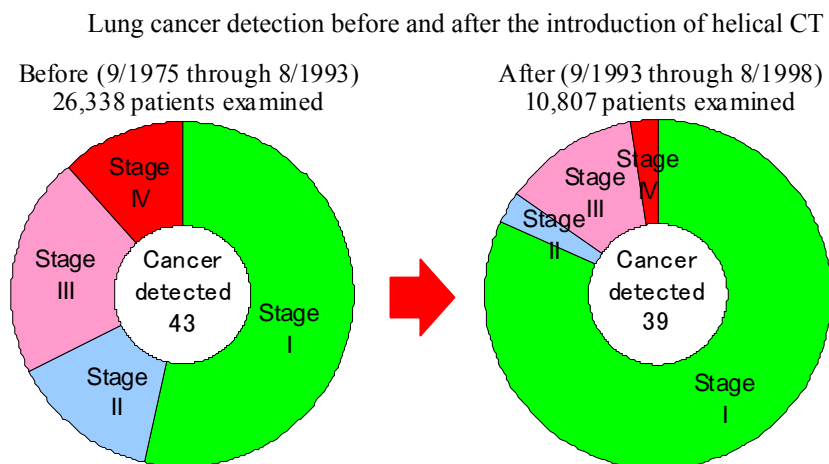 Lung cancer detection before and after the introduction of helical CT
Before (9/1975 through 8/1993)
26,338 patients examined
Stage
IV
Stage
III
Cancer
detected
43
Stage
I
Stage
II
After (9/1993 through 8/1998)
10,807 patients examined
Stage
IV
Stage
III
Stage
II
Cancer
detected
39
Stage
I